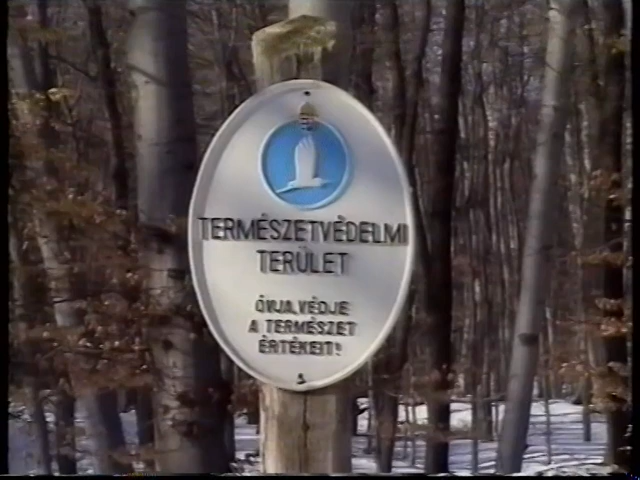 TERMÉSZETVÉDELMI
TERÜLET
ÓVJA, VÉDJE
A TERMÉSZET
ÉRTÉKEIT!